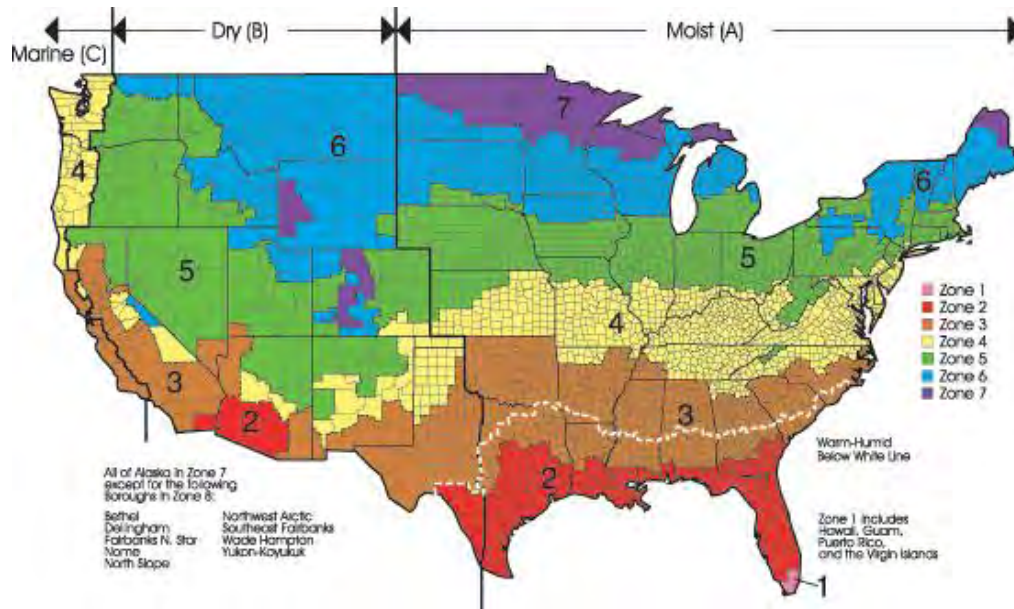 Marine (C)
Dry (B)
Moist (A)
7
6
4
6
5
5
4
3
3
2
2
1
Zone 1
Zone 2
Zone 3
Zone 4
Zone 5
Zone 6
Zone 7
Warm-Humid
Below White Line
All of Alaska in Zone 7
except for the following
Boroughs in Zone 8:
Bethel
Dellingham
Fairbanks N. Star
Nome
North Slope
Northwest Arctic
Southeast Fairbanks
Wade Hampton
Yukon-Koyukuk
Zone 1 includes
Hawaii, Guam,
Puerto Rico,
and the Virgin Islands